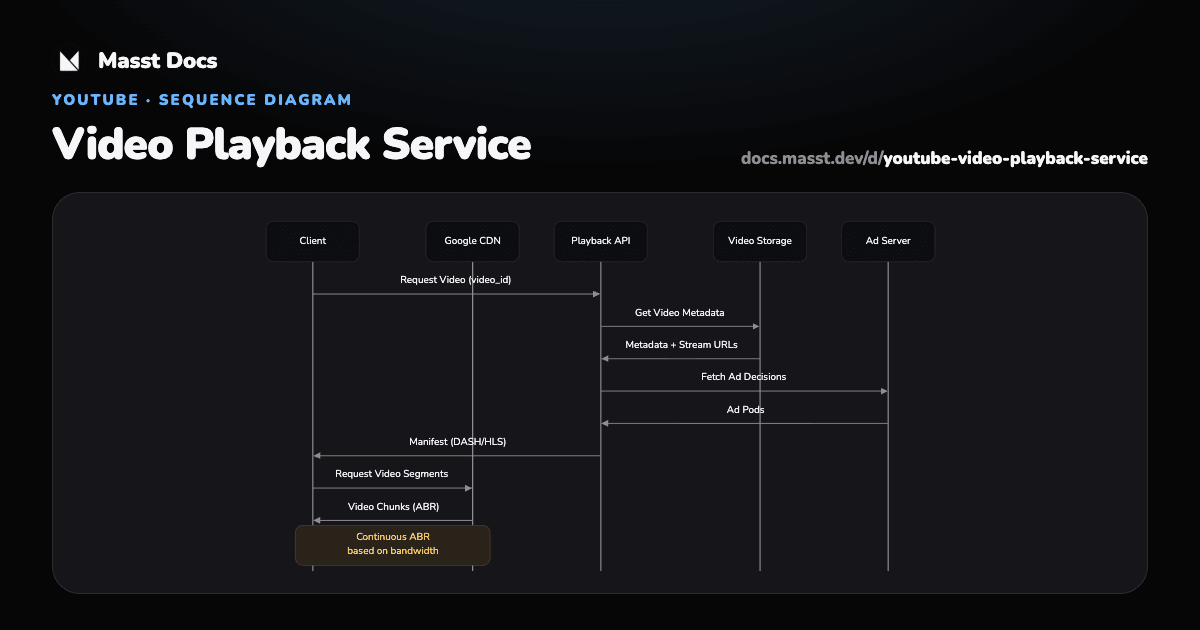 Masst Docs
YOUTUBE · SEQUENCE DIAGRAM
Video Playback Service
docs.masst.dev/d/youtube-video-playback-service
Client
Google CDN
Playback API
Video Storage
Ad Server
Request Video (video_id)
Get Video Metadata
Metadata + Stream URLs
Fetch Ad Decisions
Ad Pods
Manifest (DASH/HLS)
Request Video Segments
Video Chunks (ABR)
Continuous ABR
based on bandwidth